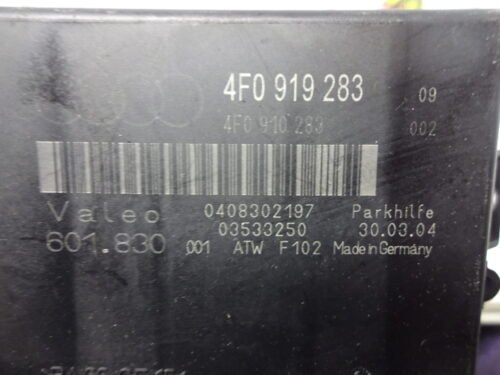 4F0 919 283 09
4F0 910 283 002
Valeo 0408302197 Parkhilfe
601.830 03533250 30.03.04
001 ATW F102 Made in Germany